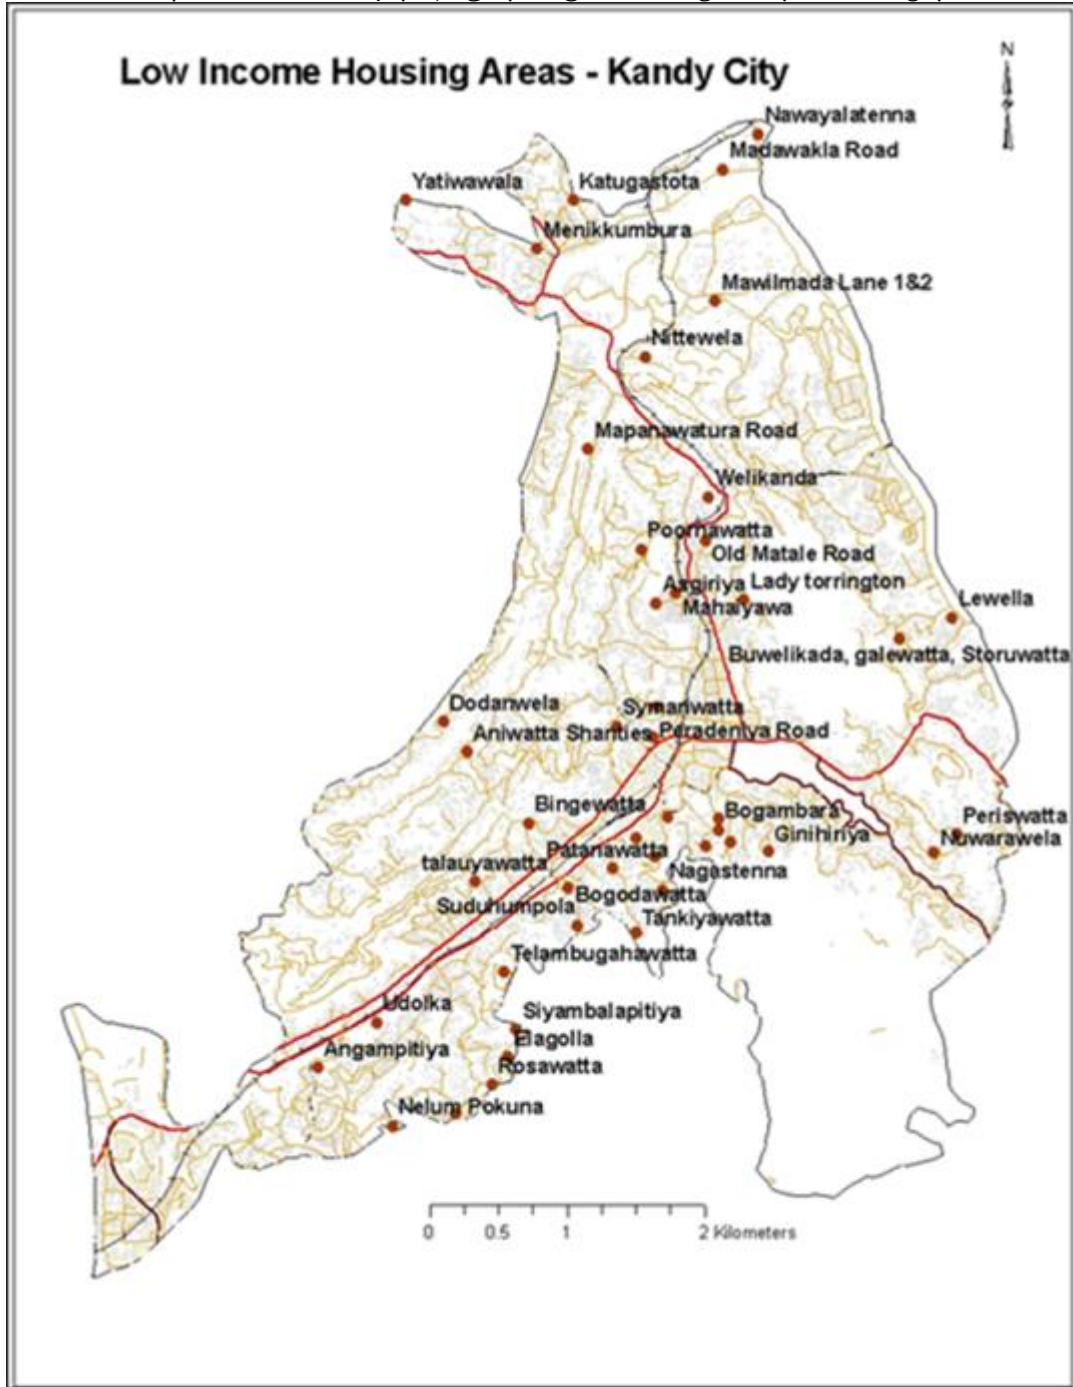 N
Low Income Housing Areas - Kandy City
Nawayalatenna
Madawakla Road
Yatiwawala
Katugastota
Menikkumbura
Mawilmada Lane 1&2
Nittewela
Mapanawatura Road
Welikanda
Poornawatta
Old Matale Road
Asgiriya
Lady torrington
Mahaiyawa
Lewella
Buwelikada, galewatta, Storuwatta
Dodanwela
Symanwatta
Aniwatta Shanties
Peradeniya Road
Bingewatta
Bogambara
Periswatta
Ginihiriya
Nuwarawela
Patanawatta
talauyawatta
Nagastenna
Suduhumpola
Bogodawatta
Tankiyawatta
Telambugahawatta
Udolka
Siyambalapitiya
Elagolla
Angampitiya
Rosawatta
Nelum Pokuna
0 0.5 1 2 Kilometers